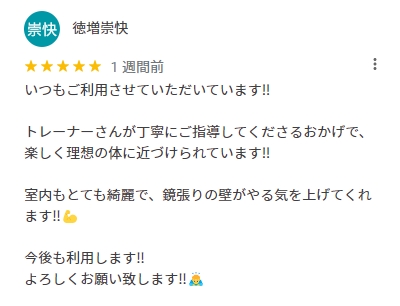 崇快 徳増崇快
★★★★★ 1 週間前
いつもご利用させていただいています!!
トレーナーさんが丁寧にご指導してくださるおかげで、
楽しく理想の体に近づけられています!!
室内もとても綺麗で、鏡張りの壁がやる気を上げてくれ
ます!!💪
今後も利用します!!
よろしくお願い致します!!🙇